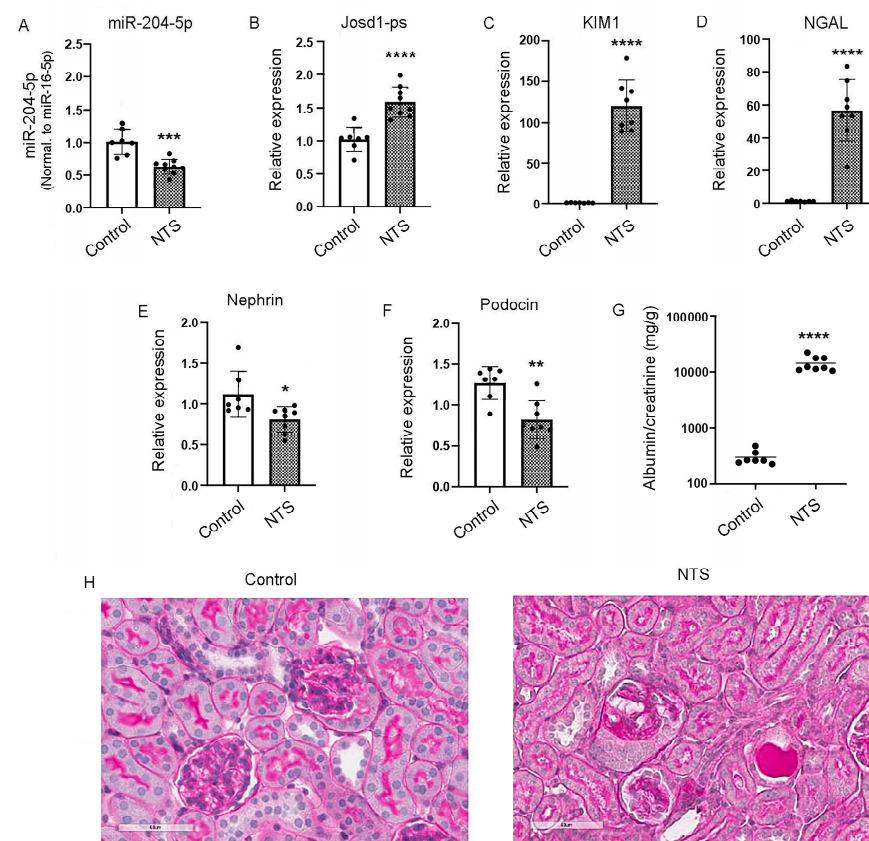 A
miR-204-5p
miR-204-5p
(Normal. to miR-16-5p)
2.5
2.0
1.5
1.0
0.5
0.0
***
Control
NTS
B
Josd1-ps
Relative expression
2.5
2.0
1.5
1.0
0.5
0.0
****
Control
NTS
C
KIM1
Relative expression
200
150
100
50
0
****
Control
NTS
D
NGAL
Relative expression
100
80
60
40
20
0
****
Control
NTS
E
Nephrin
Relative expression
2.0
1.5
1.0
0.5
0.0
*
Control
NTS
F
Podocin
Relative expression
2.0
1.5
1.0
0.5
0.0
**
Control
NTS
G
Albumin/creatinine (mg/g)
100000
10000
1000
100
****
Control
NTS
H
Control
NTS